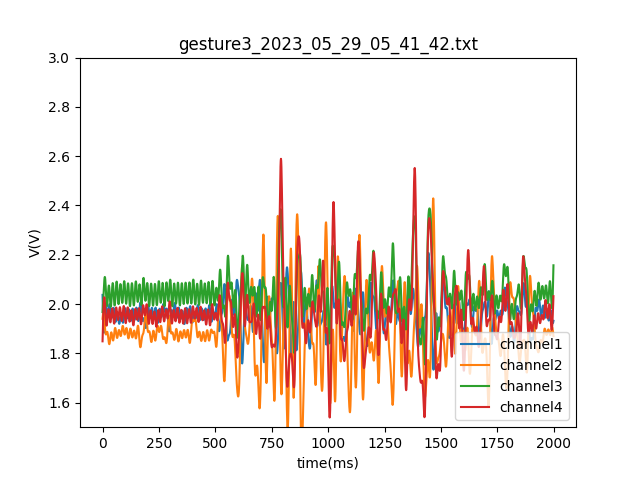 gesture3_2023_05_29_05_41_42.txt
3.0
2.8
2.6
2.4
2.2
2.0
1.8
1.6
V(V)
channel1
channel2
channel3
channel4
0 250 500 750 1000 1250 1500 1750 2000
time(ms)